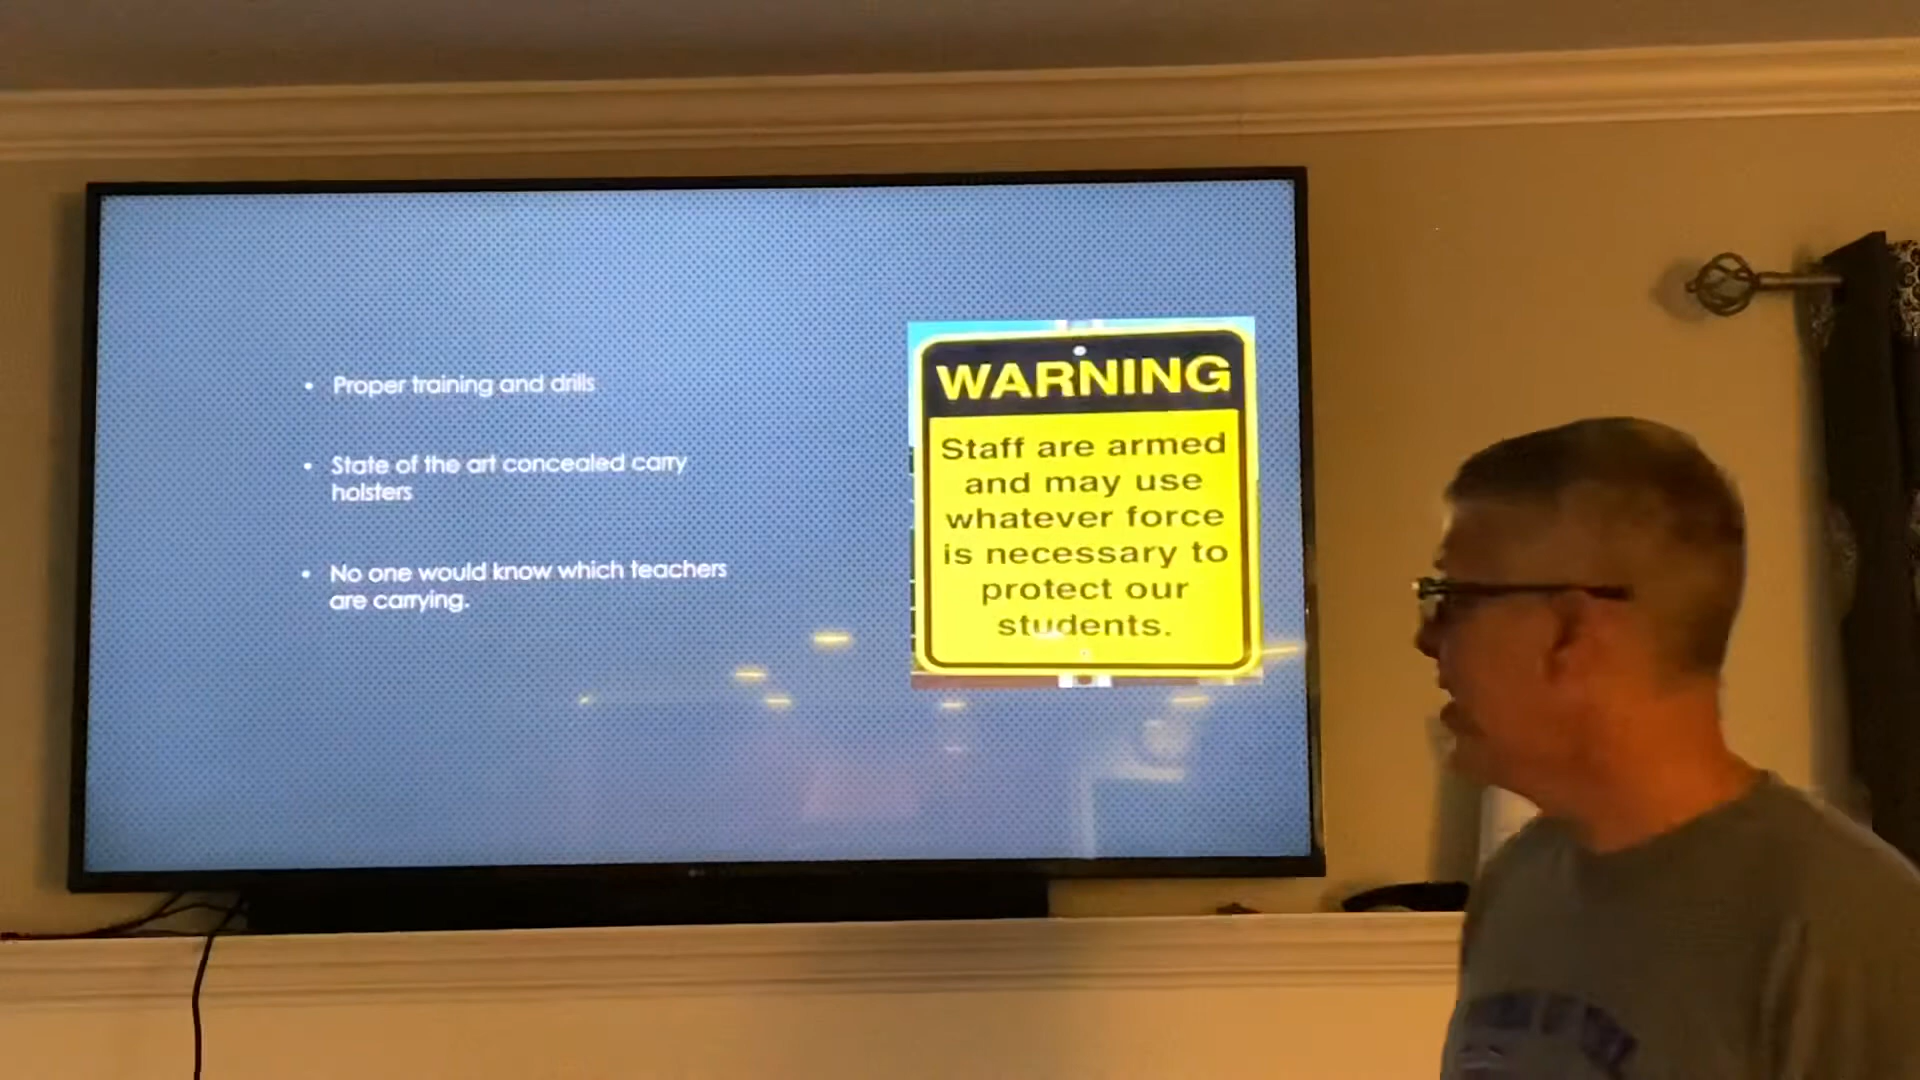 • Proper training and drills
• State of the art concealed carry
holsters
• No one would know which teachers
are carrying.
WARNING
Staff are armed
and may use
whatever force
is necessary to
protect our
students.